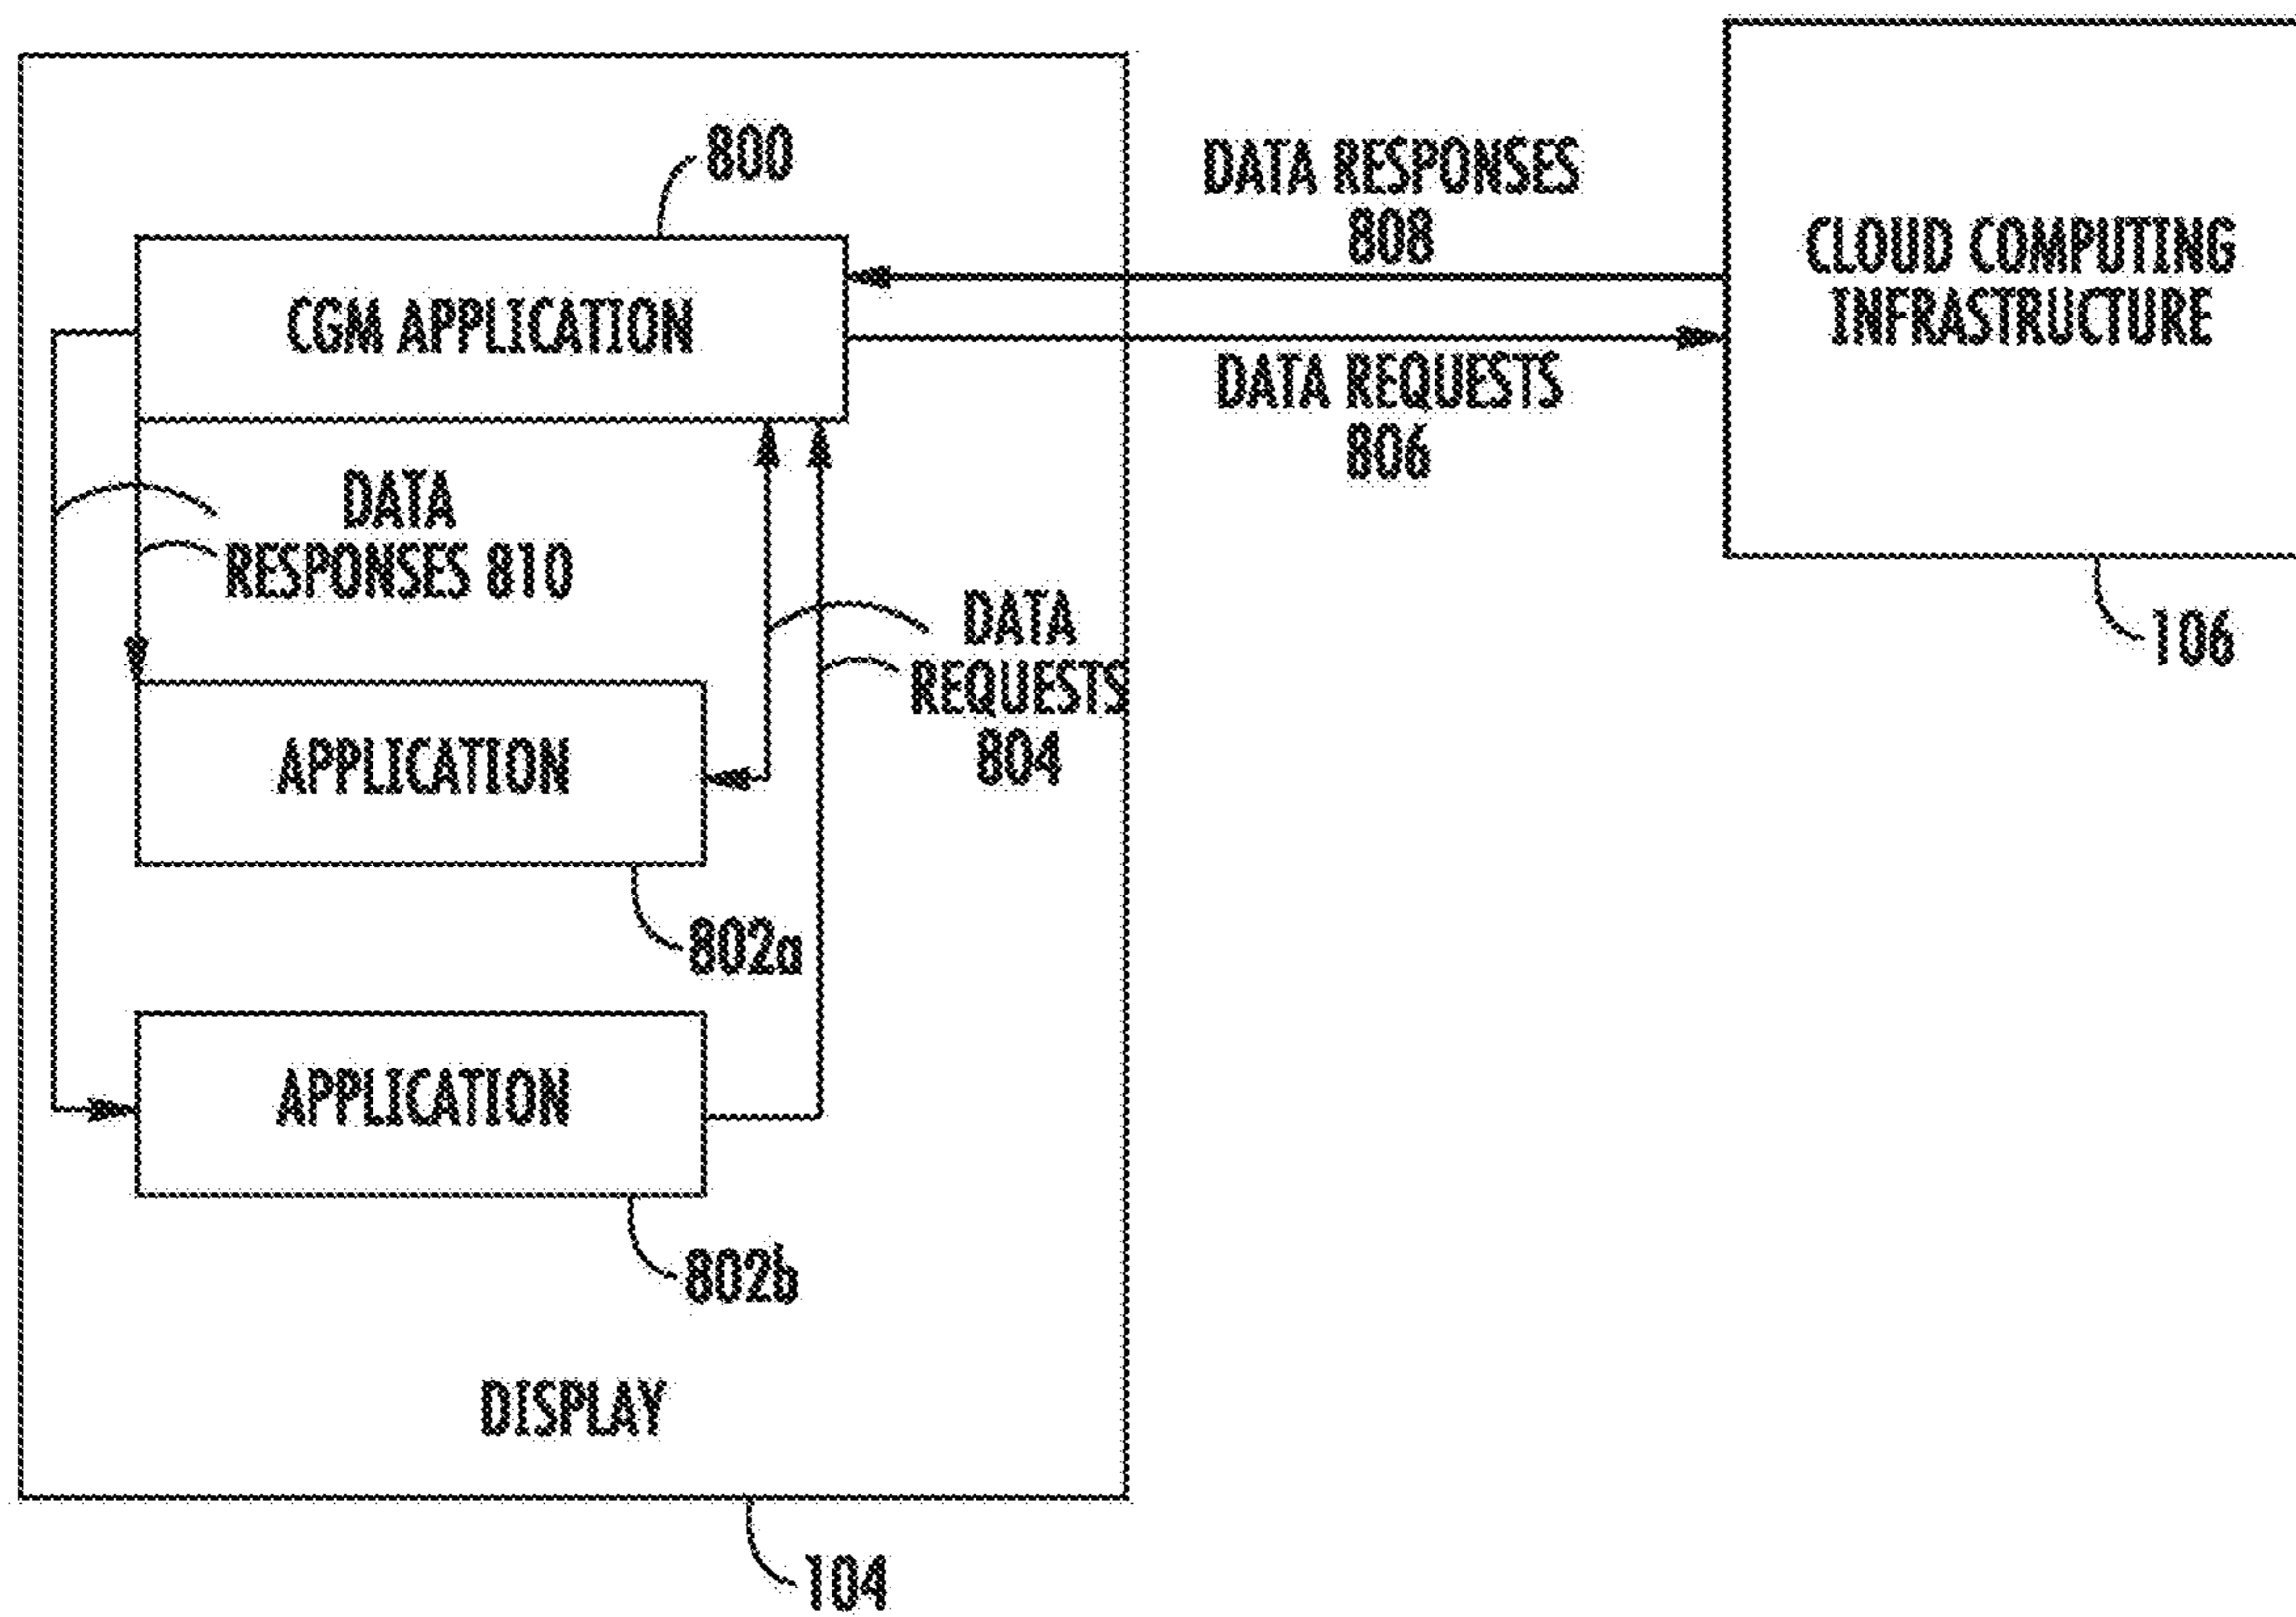 800
CGM APPLICATION
DATA RESPONSES
808
DATA REQUESTS
806
CLOUD COMPUTING
INFRASTRUCTURE
106
DATA
RESPONSES 810
DATA
REQUESTS
804
APPLICATION
802a
APPLICATION
802b
DISPLAY
104